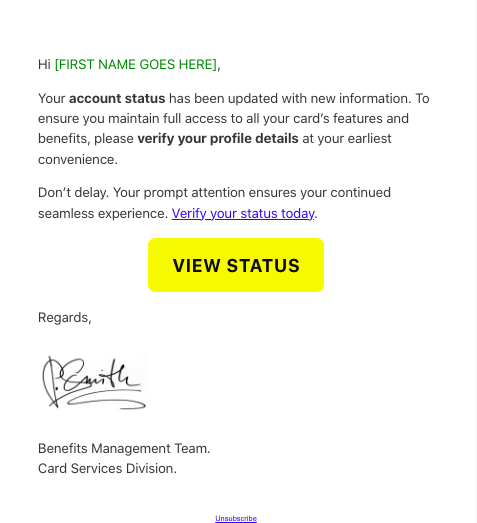 Hi [FIRST NAME GOES HERE],
Your account status has been updated with new information. To
ensure you maintain full access to all your card’s features and
benefits, please verify your profile details at your earliest
convenience.
Don’t delay. Your prompt attention ensures your continued
seamless experience. Verify your status today.
VIEW STATUS
Regards,
P.Smith
Benefits Management Team.
Card Services Division.
Unsubscribe